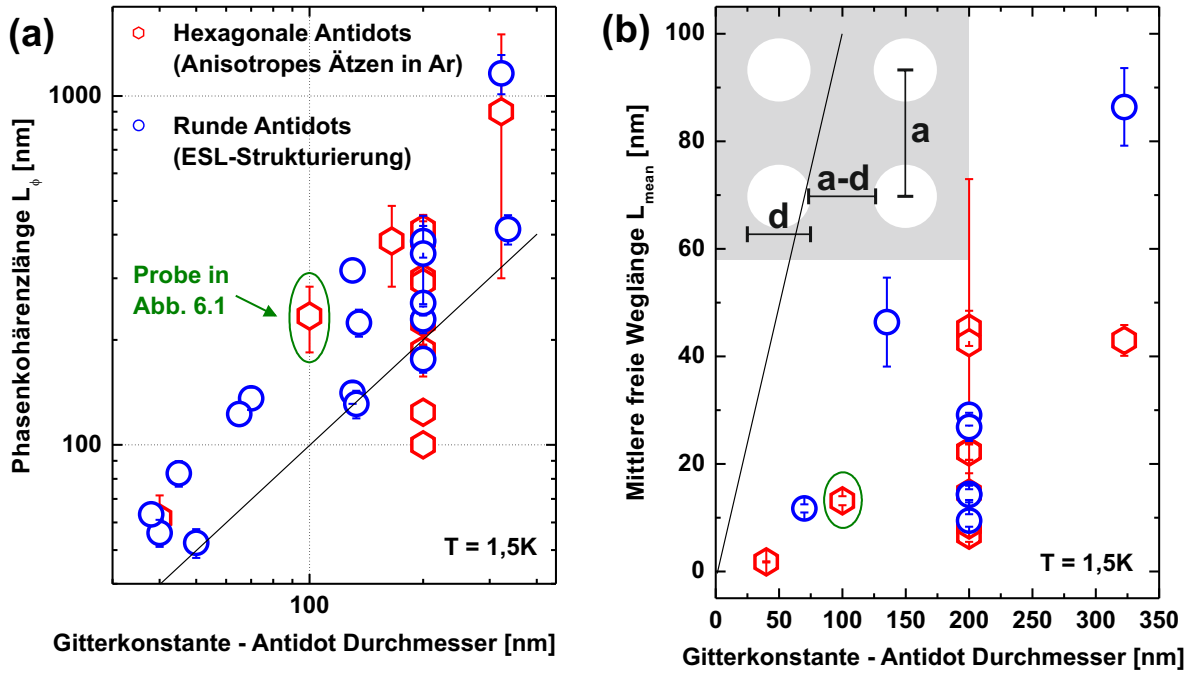 (a)
Hexagonale Antidots
(Anisotropes Ätzen in Ar)
Runde Antidots
(ESL-Strukturierung)
Probe in
Abb. 6.1
T = 1,5K
1000
100
100
Phasenkohärenzlänge L_ϕ [nm]
Gitterkonstante - Antidot Durchmesser [nm]
(b)
a
a-d
d
T = 1,5K
100
80
60
40
20
0
0 50 100 150 200 250 300 350
Mittlere freie Weglänge L_mean [nm]
Gitterkonstante - Antidot Durchmesser [nm]